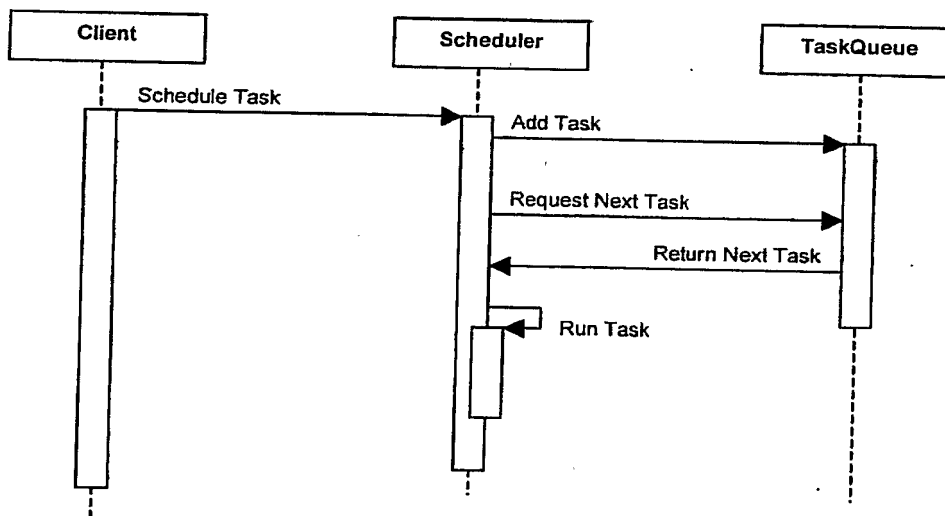 Client
Scheduler
TaskQueue
Schedule Task
Add Task
Request Next Task
Return Next Task
Run Task